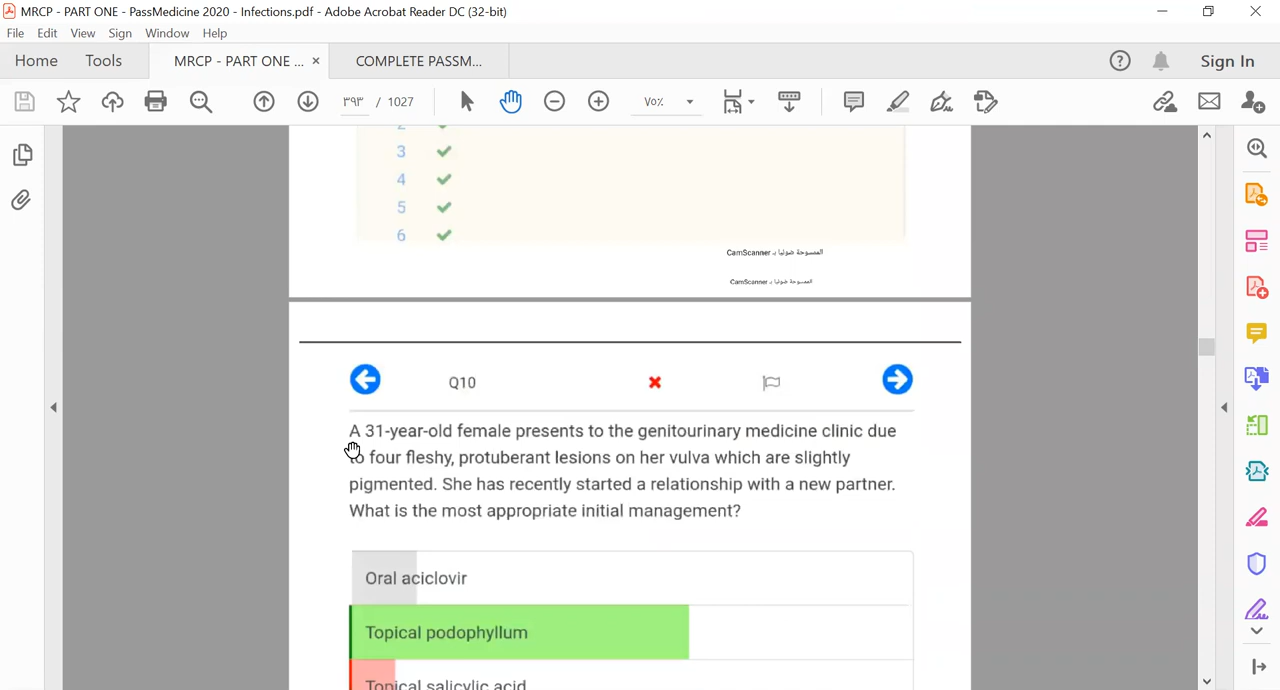 MRCP - PART ONE - PassMedicine 2020 - Infections.pdf - Adobe Acrobat Reader DC (32-bit)
File Edit View Sign Window Help
Home Tools MRCP - PART ONE ... × COMPLETE PASSM... Sign In
٣٩٣ / 1027 ٧٥٪
2
3
4
5
6
الممسوحة ضوئيا بـ CamScanner
الممسوحة ضوئيا بـ CamScanner
Q10
A 31-year-old female presents to the genitourinary medicine clinic due
to four fleshy, protuberant lesions on her vulva which are slightly
pigmented. She has recently started a relationship with a new partner.
What is the most appropriate initial management?
Oral aciclovir
Topical podophyllum
Topical salicylic acid